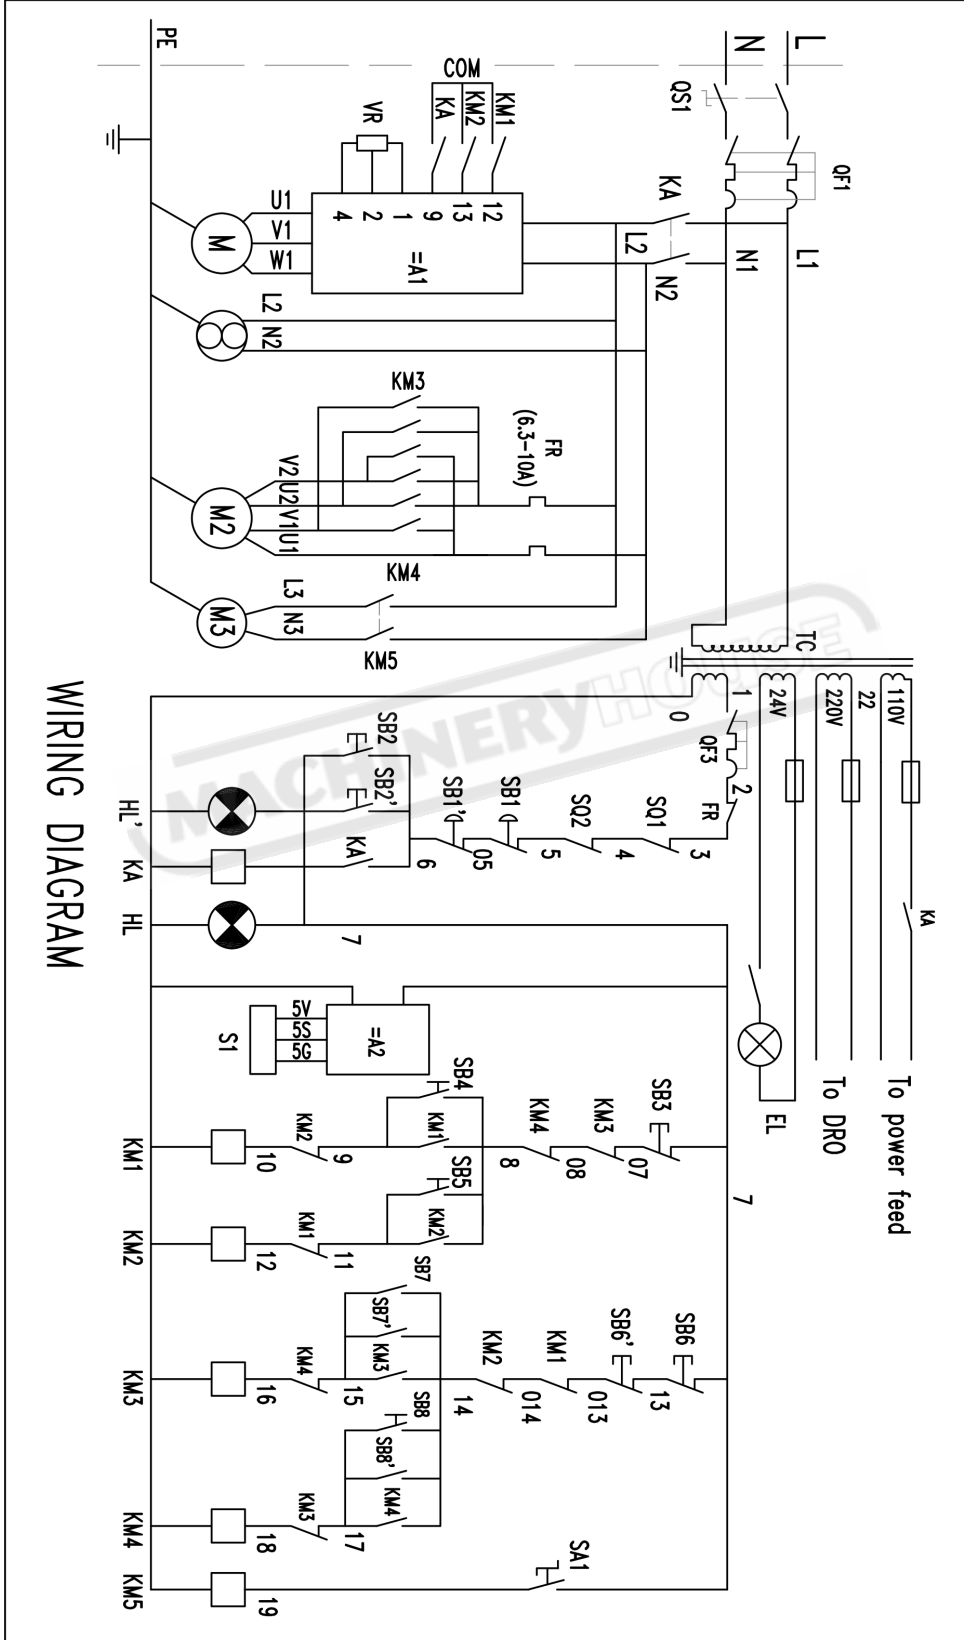 L
N
PE
QS1
QF1
COM
KM1
KM2
KA
VR
12
13
9
1
2
4
=A1
U1
V1
W1
M
KA
L1
N1
L2
N2
L2
N2
KM3
FR
(6.3-10A)
V2
U2
V1
U1
M2
KM4
L3
N3
M3
KM5
TC
0
1
24V
220V
22
110V
QF3
2
FR
3
SQ1
4
SQ2
5
SB1
05
SB1'
6
SB2
SB2'
KA
7
HL'
KA
HL
KA
=A2
5V
5S
5G
S1
EL
To DRO
To power feed
SB3
07
KM3
08
KM4
8
SB4
KM1
9
KM2
10
KM1
SB5
KM2
11
KM1
12
KM2
7
SB6
13
SB6'
013
KM1
014
KM2
14
SB7
SB7'
KM3
15
KM4
16
KM3
SB8
SB8'
KM4
17
KM3
18
KM4
SA1
19
KM5
WIRING DIAGRAM
MACHINERYHOUSE